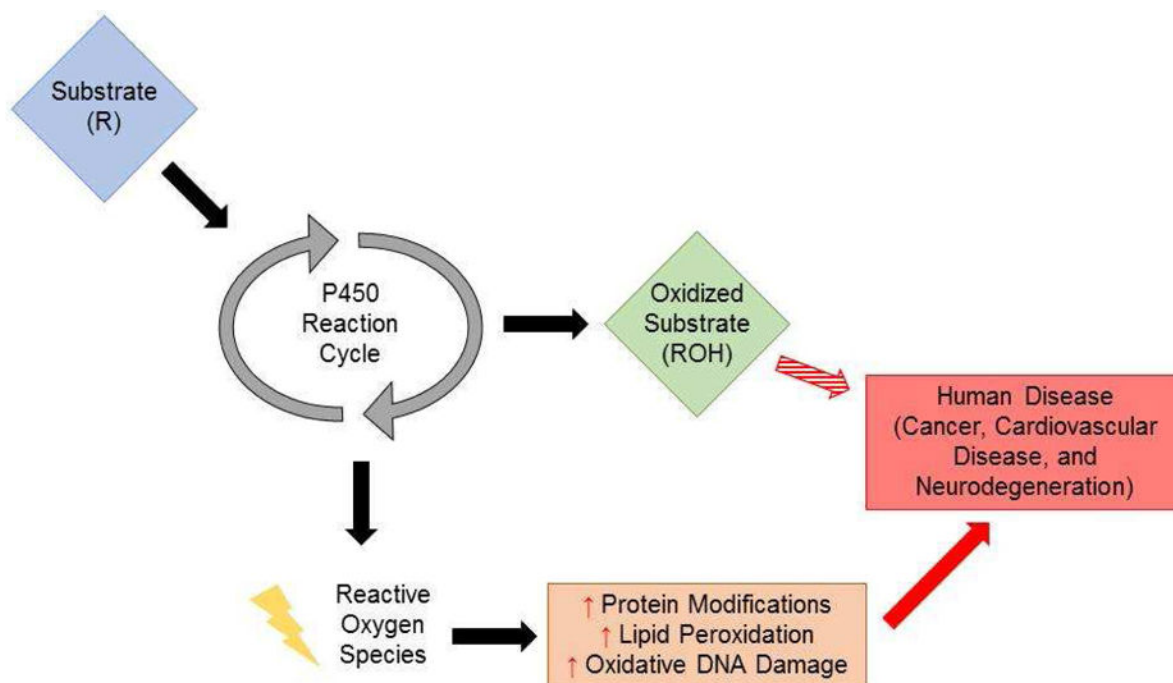 Substrate
(R)
P450
Reaction
Cycle
Oxidized
Substrate
(ROH)
Human Disease
(Cancer, Cardiovascular
Disease, and
Neurodegeneration)
Reactive
Oxygen
Species
↑ Protein Modifications
↑ Lipid Peroxidation
↑ Oxidative DNA Damage